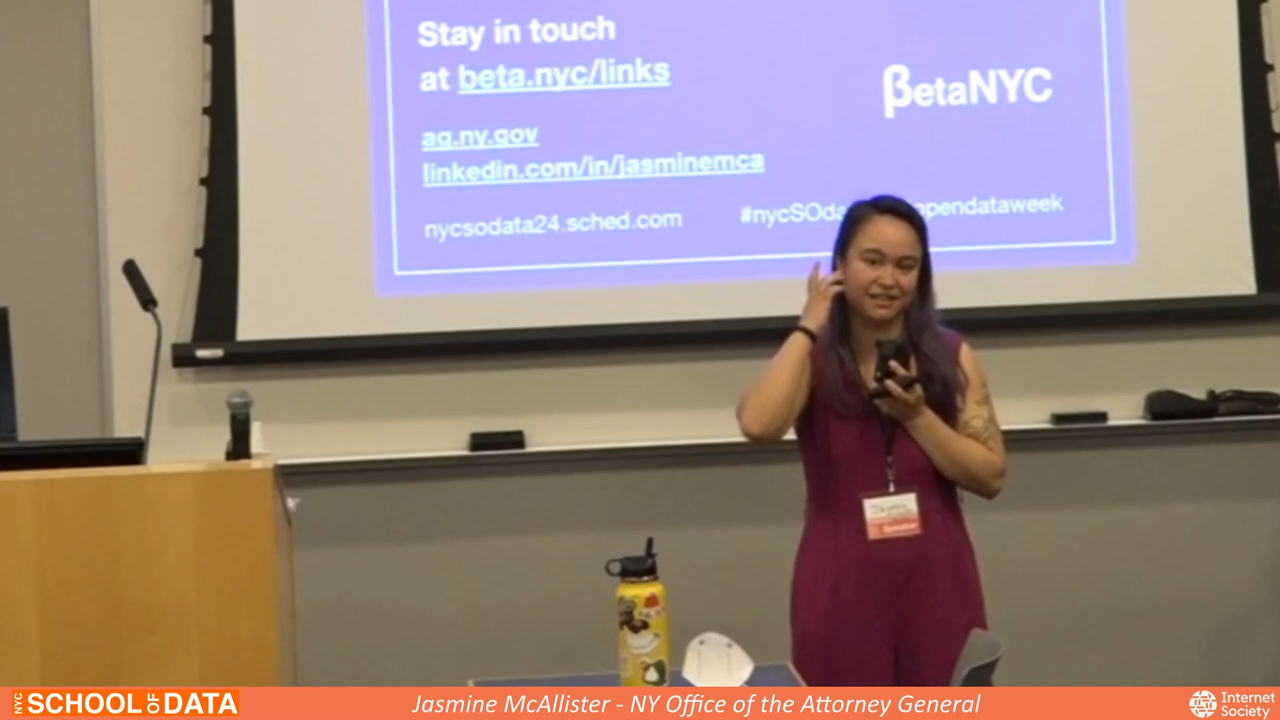 Stay in touch
at beta.nyc/links
βetaNYC
ag.ny.gov
linkedin.com/in/jasminemca
nycsodata24.sched.com
#nycSOda
opendataweek
NYC SCHOOL OF DATA
Jasmine McAllister - NY Office of the Attorney General
Internet
Society